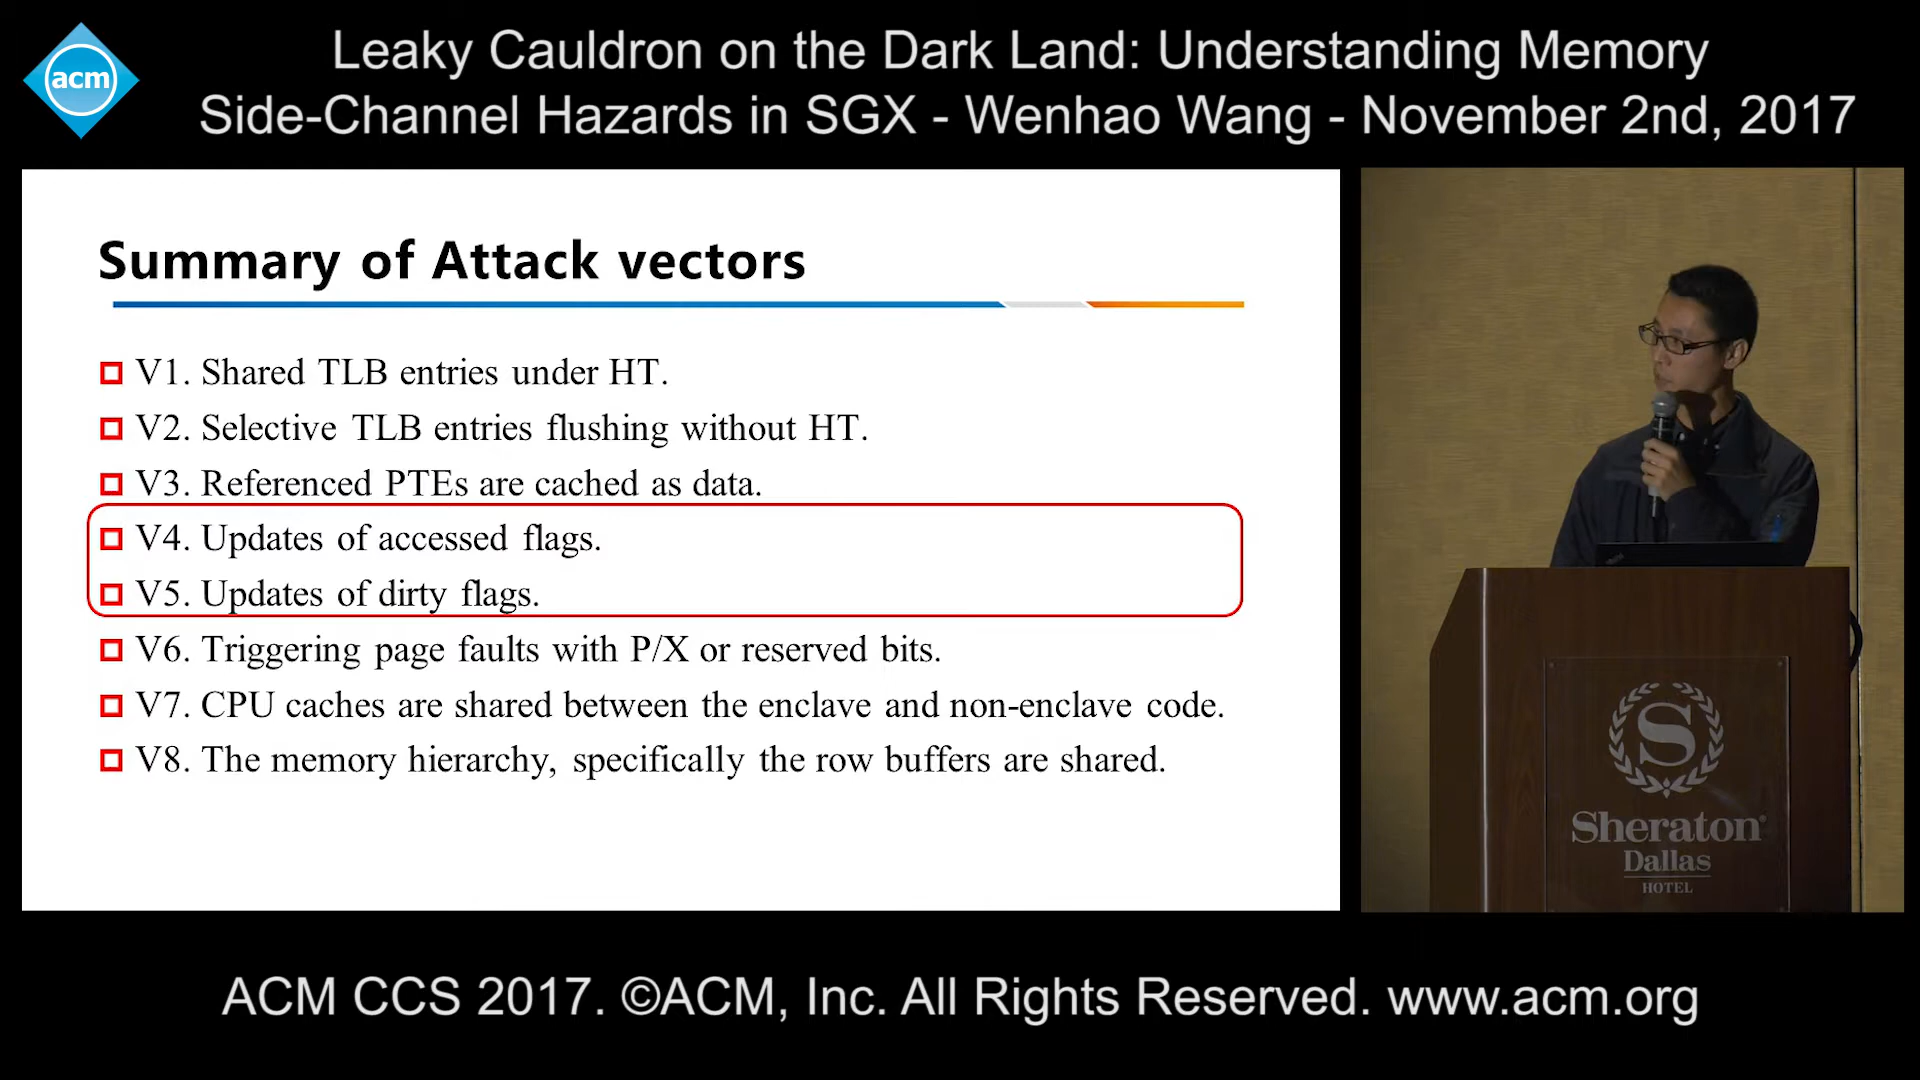 acm
Leaky Cauldron on the Dark Land: Understanding Memory
Side-Channel Hazards in SGX - Wenhao Wang - November 2nd, 2017
Summary of Attack vectors
V1. Shared TLB entries under HT.
V2. Selective TLB entries flushing without HT.
V3. Referenced PTEs are cached as data.
V4. Updates of accessed flags.
V5. Updates of dirty flags.
V6. Triggering page faults with P/X or reserved bits.
V7. CPU caches are shared between the enclave and non-enclave code.
V8. The memory hierarchy, specifically the row buffers are shared.
S
Sheraton
Dallas
HOTEL
ACM CCS 2017. ©ACM, Inc. All Rights Reserved. www.acm.org